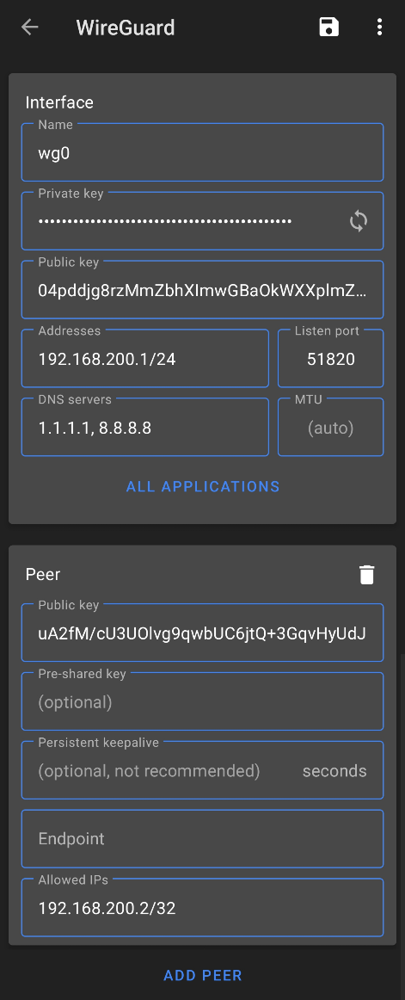 WireGuard
Interface
Name
wg0
Private key
••••••••••••••••••••••••••••••••••••••••••••
Public key
04pddjg8rzMmZbhXImwGBaOkWXXplmZ...
Addresses
192.168.200.1/24
Listen port
51820
DNS servers
1.1.1.1, 8.8.8.8
MTU
(auto)
ALL APPLICATIONS
Peer
Public key
uA2fM/cU3UOlvg9qwbUC6jtQ+3GqvHyUdJ
Pre-shared key
(optional)
Persistent keepalive
(optional, not recommended) seconds
Endpoint
Allowed IPs
192.168.200.2/32
ADD PEER